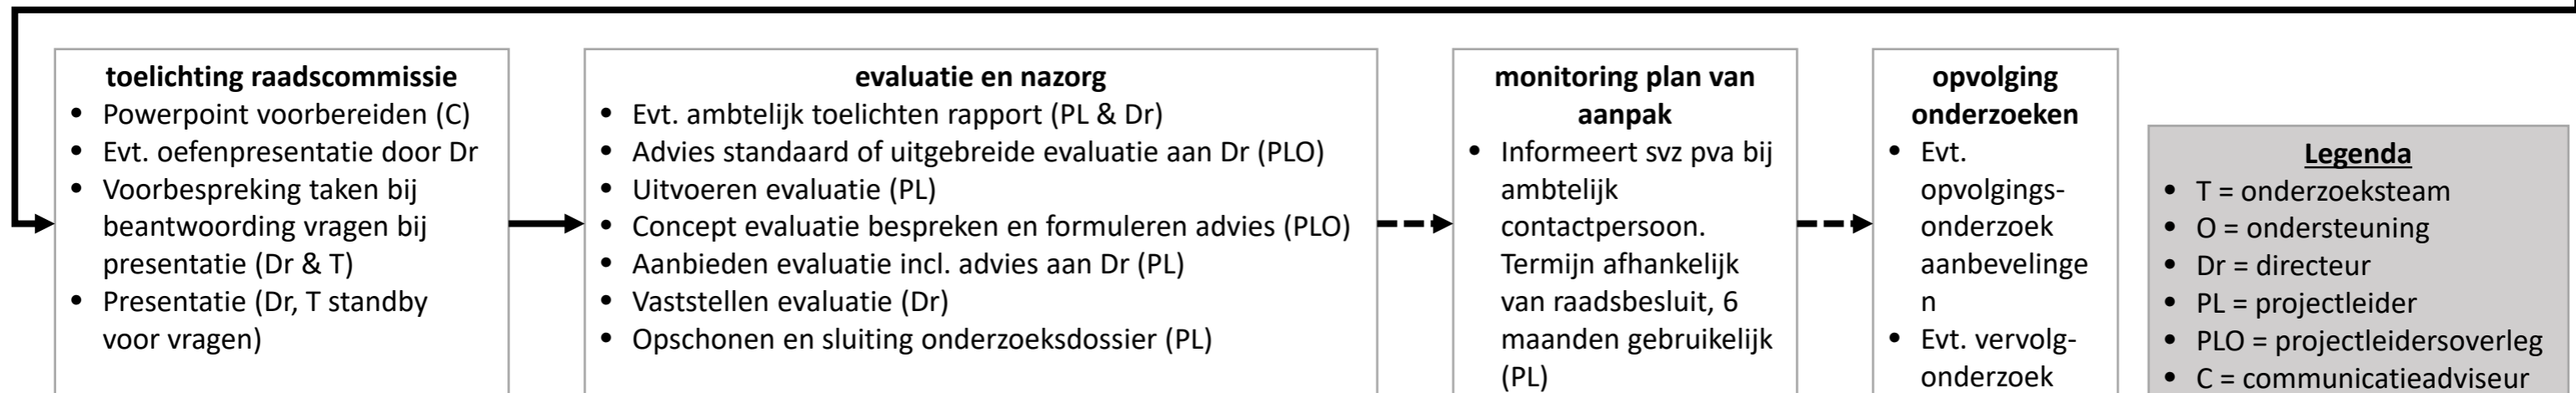 toelichting raadscommissie
• Powerpoint voorbereiden (C)
• Evt. oefenpresentatie door Dr
• Voorbespreking taken bij
beantwoording vragen bij
presentatie (Dr & T)
• Presentatie (Dr, T standby
voor vragen)
evaluatie en nazorg
• Evt. ambtelijk toelichten rapport (PL & Dr)
• Advies standaard of uitgebreide evaluatie aan Dr (PLO)
• Uitvoeren evaluatie (PL)
• Concept evaluatie bespreken en formuleren advies (PLO)
• Aanbieden evaluatie incl. advies aan Dr (PL)
• Vaststellen evaluatie (Dr)
• Opschonen en sluiting onderzoeksdossier (PL)
monitoring plan van
aanpak
• Informeert svz pva bij
ambtelijk
contactpersoon.
Termijn afhankelijk
van raadsbesluit, 6
maanden gebruikelijk
(PL)
opvolging
onderzoeken
• Evt.
opvolgings-
onderzoek
aanbevelinge
n
• Evt. vervolg-
onderzoek
Legenda
• T = onderzoeksteam
• O = ondersteuning
• Dr = directeur
• PL = projectleider
• PLO = projectleidersoverleg
• C = communicatieadviseur